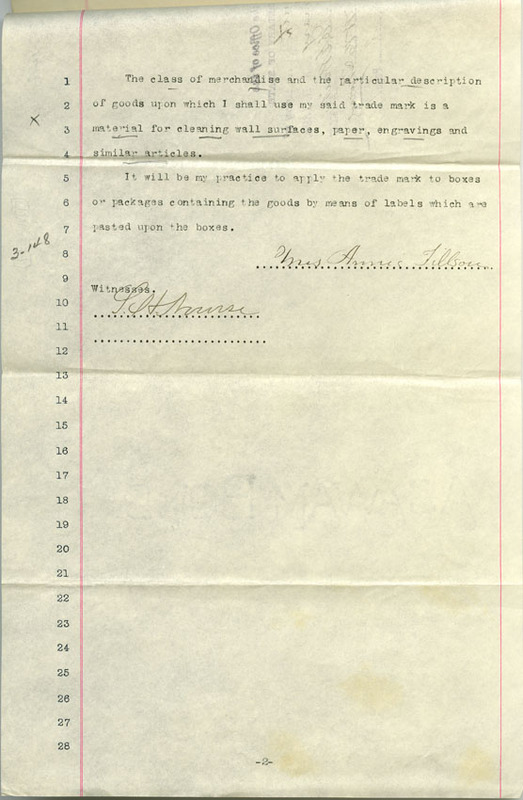 1 The class of merchandise and the particular description
2 of goods upon which I shall use my said trade mark is a
x
3 material for cleaning wall surfaces, paper, engravings and
4 similar articles.
5 It will be my practice to apply the trade mark to boxes
6 or packages containing the goods by means of labels which are
7 pasted upon the boxes.
3-148
8 Mrs Annie
9 Witnesses.
10
11
12
13
14
15
16
17
18
19
20
21
22
23
24
25
26
27
28
-2-